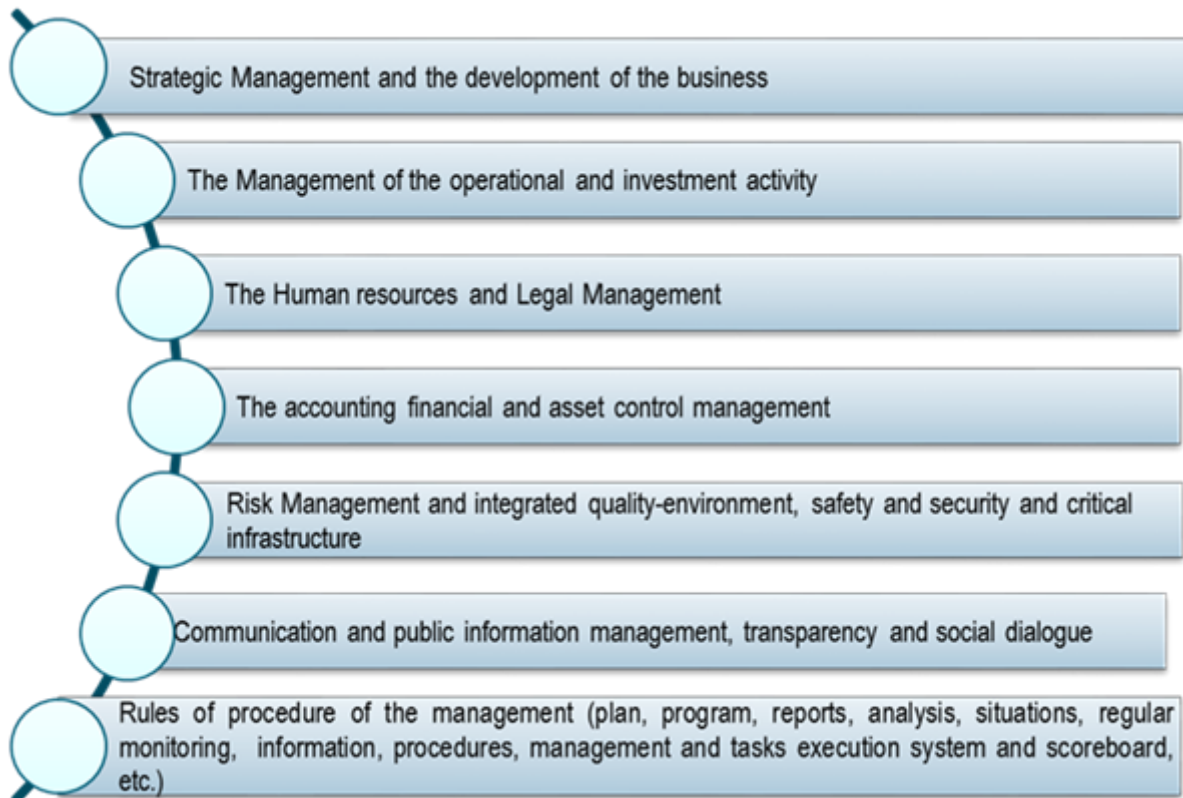 Strategic Management and the development of the business
The Management of the operational and investment activity
The Human resources and Legal Management
The accounting financial and asset control management
Risk Management and integrated quality-environment, safety and security and critical
infrastructure
Communication and public information management, transparency and social dialogue
Rules of procedure of the management (plan, program, reports, analysis, situations, regular
monitoring, information, procedures, management and tasks execution system and scoreboard,
etc.)